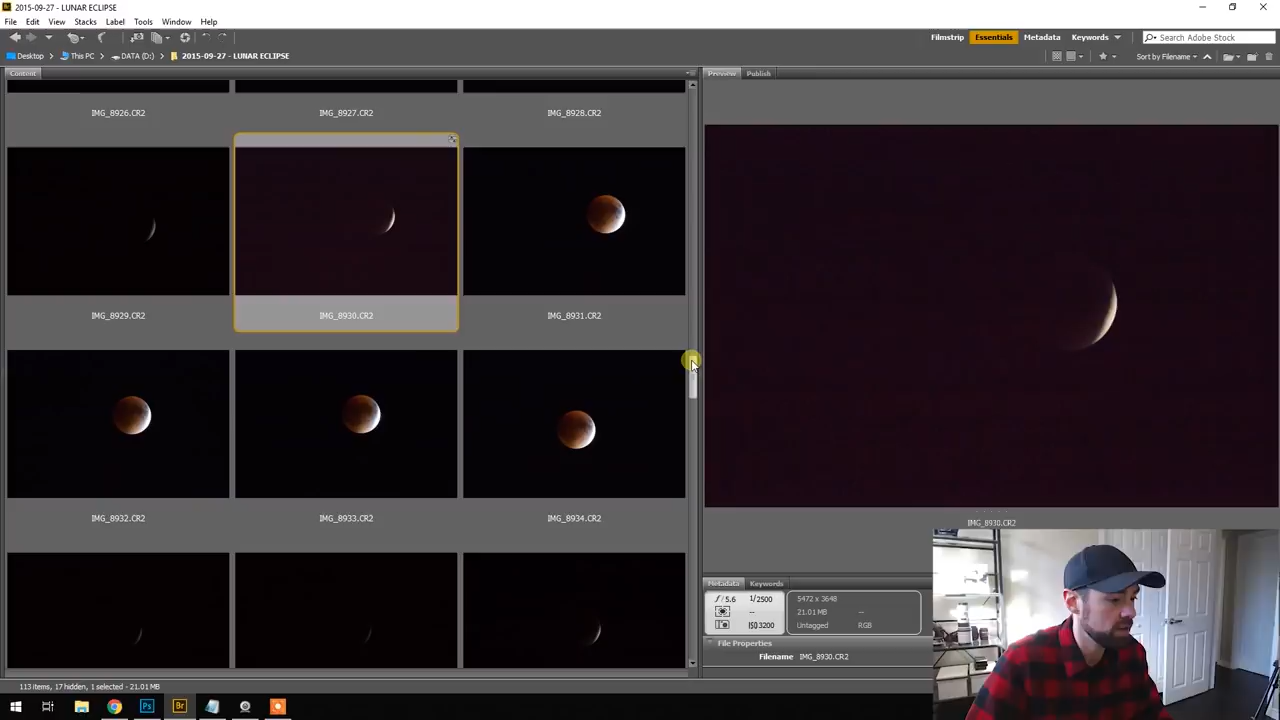 Br 2015-09-27 - LUNAR ECLIPSE
File Edit View Stacks Label Tools Window Help
Filmstrip Essentials Metadata Keywords Search Adobe Stock
Desktop This PC DATA (D:) 2015-09-27 - LUNAR ECLIPSE Sort by Filename
Content
Preview Publish
IMG_8926.CR2 IMG_8927.CR2 IMG_8928.CR2
IMG_8929.CR2 IMG_8930.CR2 IMG_8931.CR2
IMG_8932.CR2 IMG_8933.CR2 IMG_8934.CR2
IMG_8930.CR2
Metadata Keywords
f/ 5.6 1/2500
--
ISO 3200
5472 x 3648
21.01 MB --
Untagged RGB
File Properties
Filename IMG_8930.CR2
113 items, 17 hidden, 1 selected - 21.01 MB
Ps Br